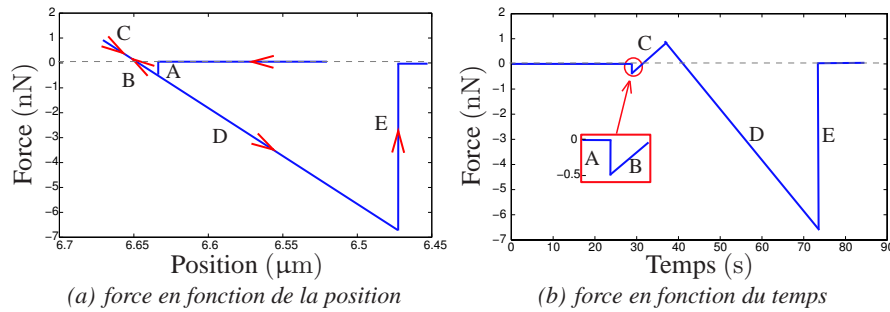 2
1
0
−1
−2
−3
−4
−5
−6
−7
Force (nN)
C
A
B
D
E
6.7 6.65 6.6 6.55 6.5 6.45
Position (μm)
(a) force en fonction de la position
2
1
0
−1
−2
−3
−4
−5
−6
−7
Force (nN)
C
D
E
0
A
B
−0.5
0 10 20 30 40 50 60 70 80 90
Temps (s)
(b) force en fonction du temps